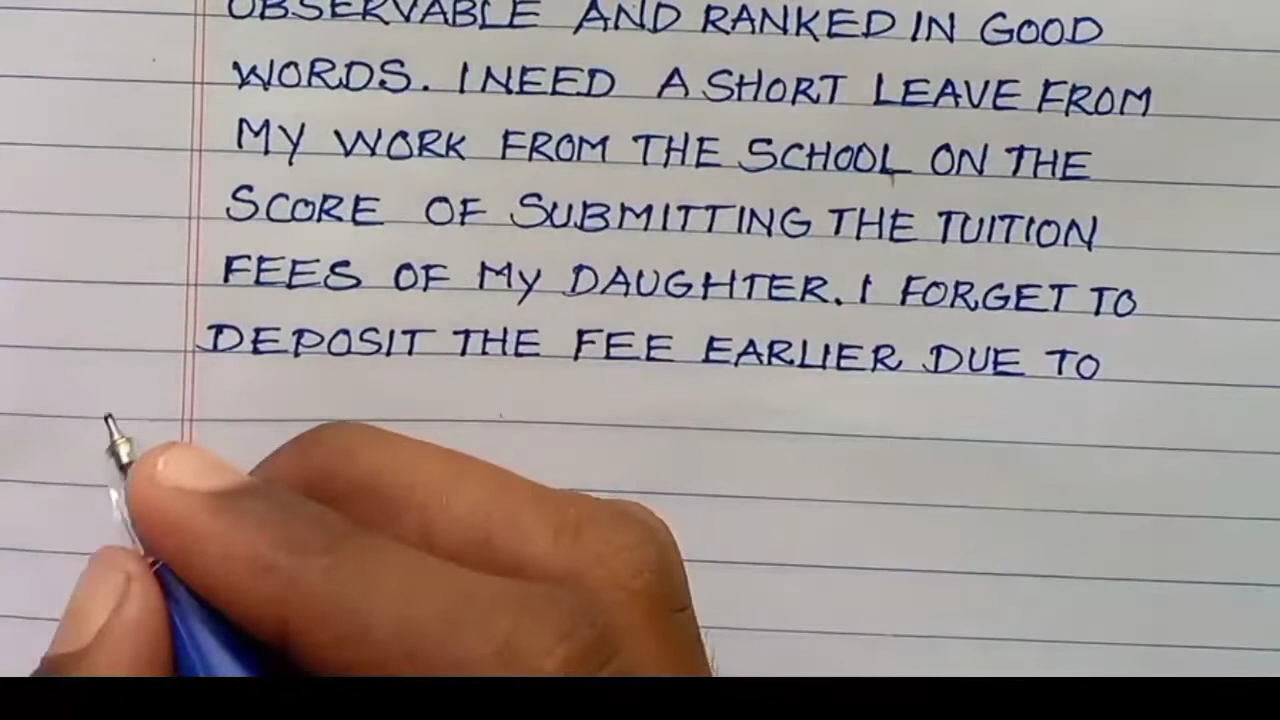 OBSERVABLE AND RANKED IN GOOD
WORDS. I NEED A SHORT LEAVE FROM
MY WORK FROM THE SCHOOL ON THE
SCORE OF SUBMITTING THE TUITION
FEES OF MY DAUGHTER. I FORGET TO
DEPOSIT THE FEE EARLIER DUE TO